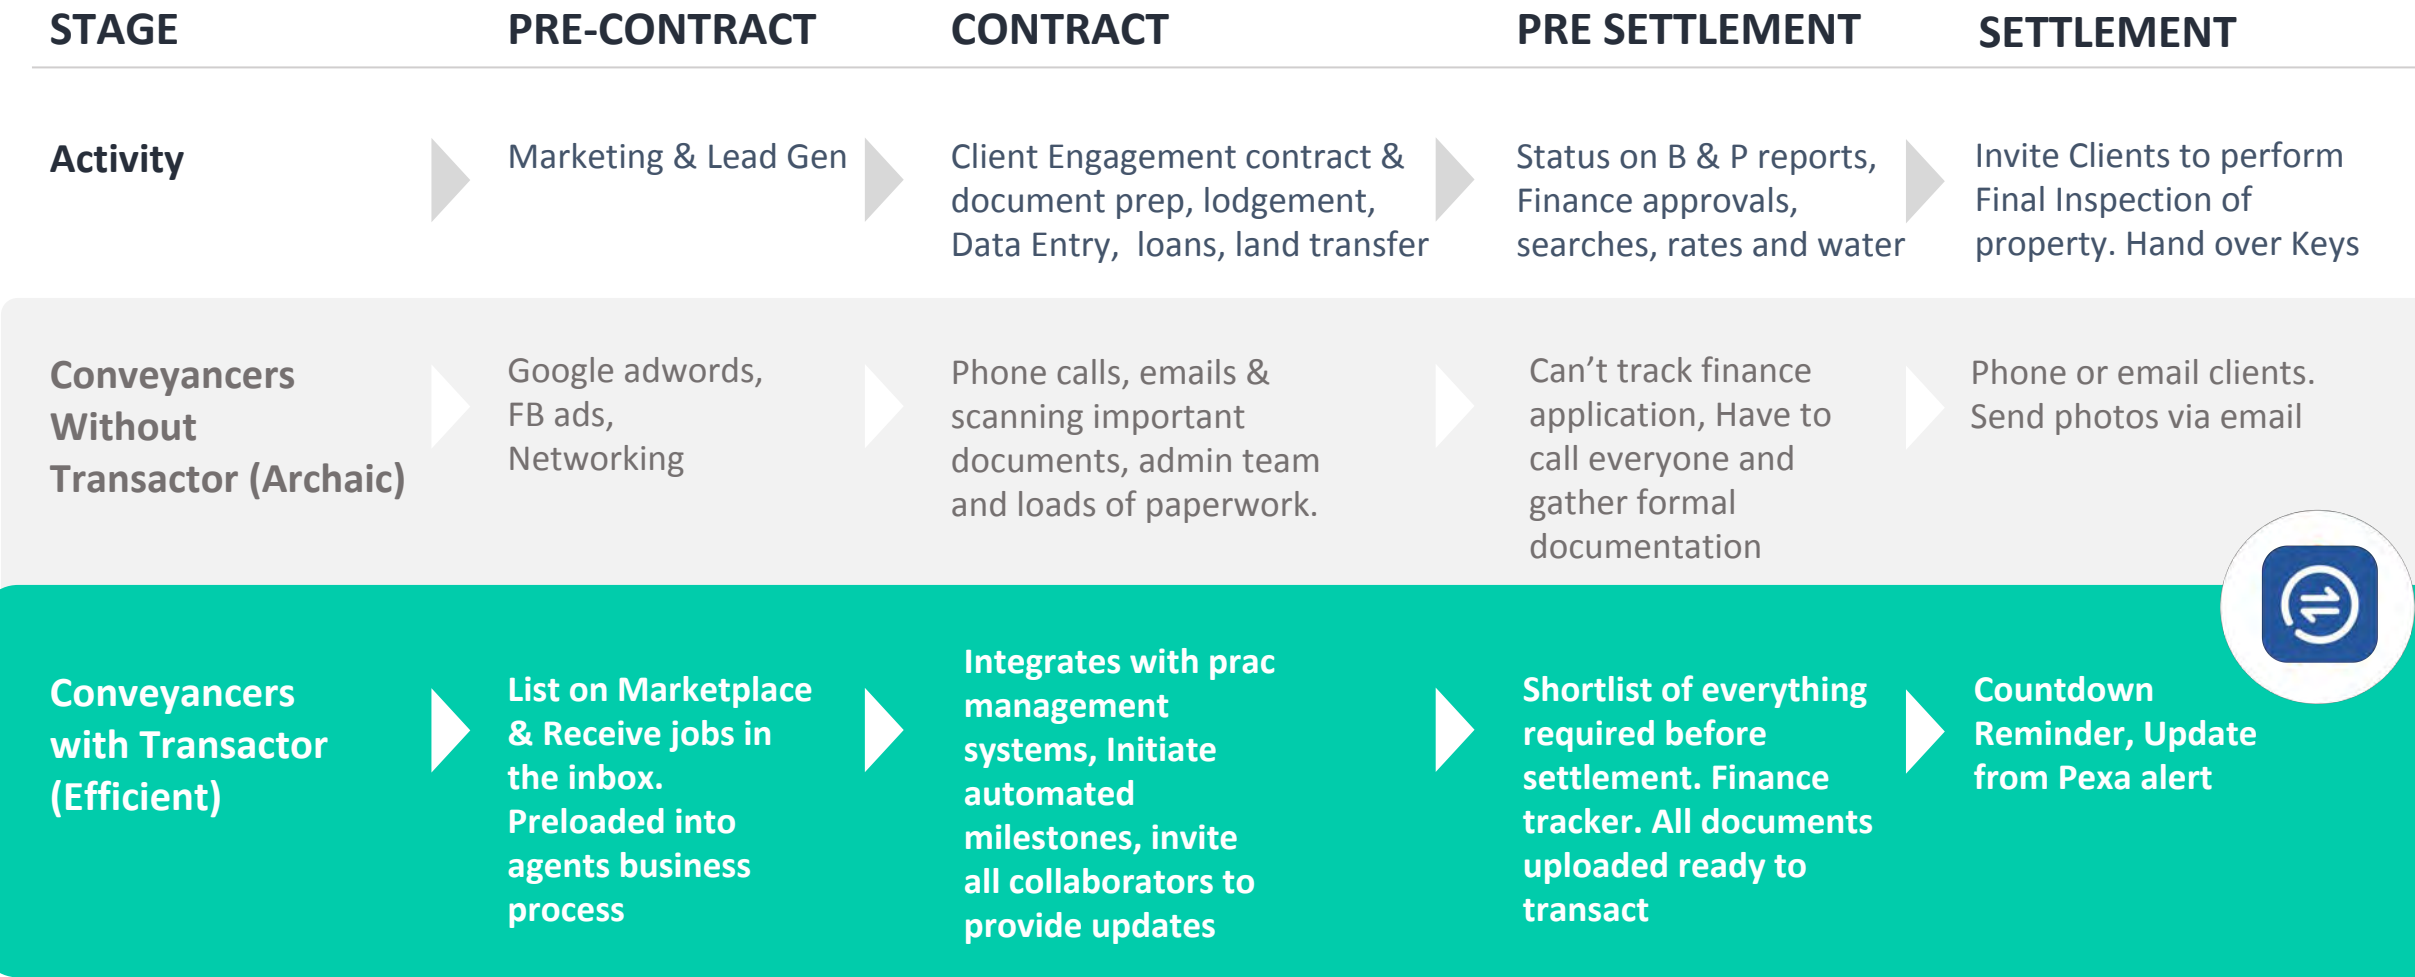 STAGE
PRE-CONTRACT
CONTRACT
PRE SETTLEMENT
SETTLEMENT
Activity
Marketing & Lead Gen
Client Engagement contract &
document prep, lodgement,
Data Entry,  loans, land transfer
Status on B & P reports,
Finance approvals,
searches, rates and water
Invite Clients to perform
Final Inspection of
property. Hand over Keys
Conveyancers
Without
Transactor (Archaic)
Google adwords,
FB ads,
Networking
Phone calls, emails &
scanning important
documents, admin team
and loads of paperwork.
Can’t track finance
application, Have to
call everyone and
gather formal
documentation
Phone or email clients.
Send photos via email
Conveyancers
with Transactor
(Efficient)
List on Marketplace
& Receive jobs in
the inbox.
Preloaded into
agents business
process
Integrates with prac
management
systems, Initiate
automated
milestones, invite
all collaborators to
provide updates
Shortlist of everything
required before
settlement. Finance
tracker. All documents
uploaded ready to
transact
Countdown
Reminder, Update
from Pexa alert